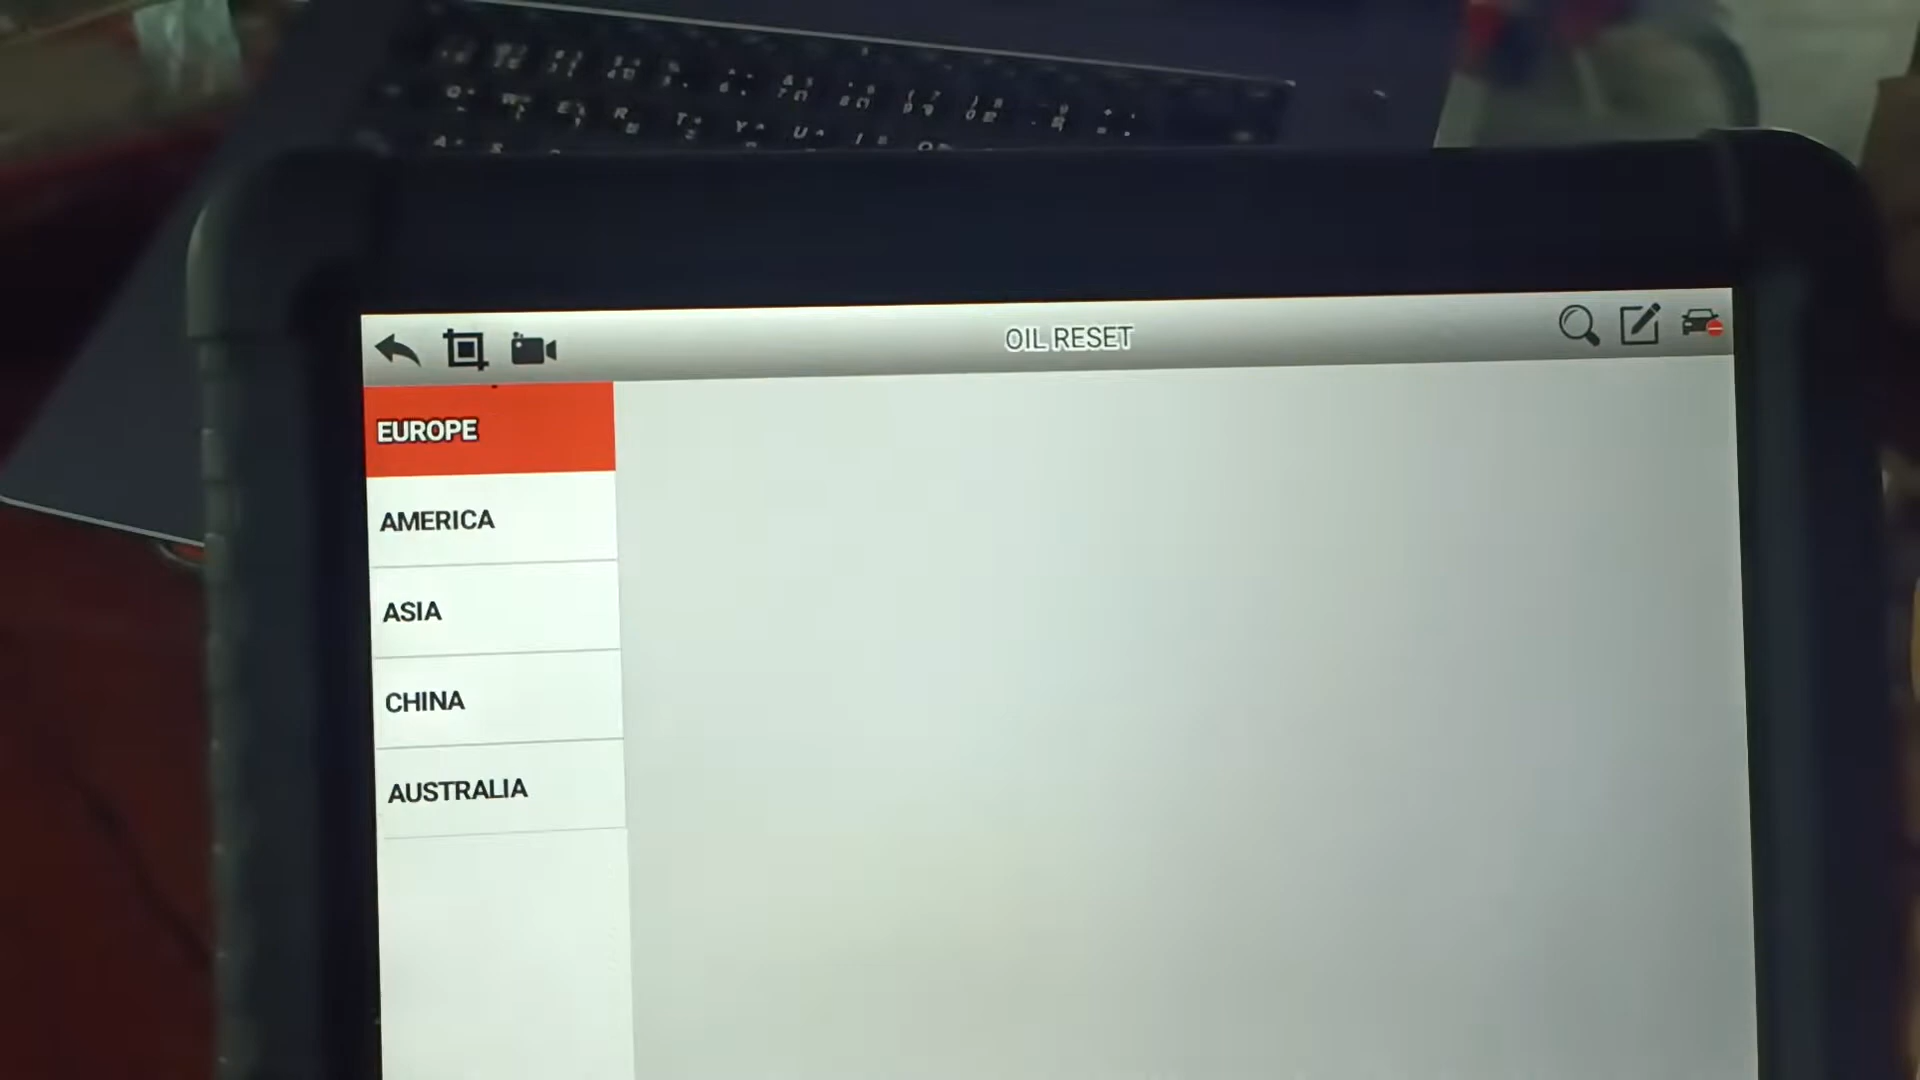 Q
W
E
R
T
Y
U
I
O
A
S
OIL RESET
EUROPE
AMERICA
ASIA
CHINA
AUSTRALIA